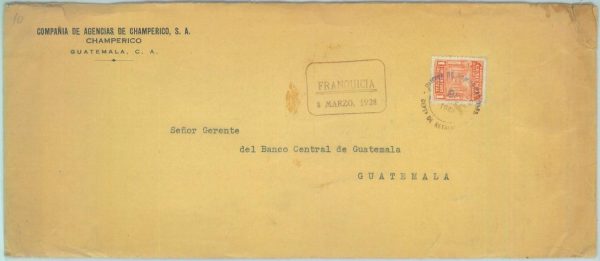 10
COMPAÑIA DE AGENCIAS DE CHAMPERICO, S. A.
CHAMPERICO
GUATEMALA, C. A.
FRANQUICIA
8 MARZO, 1928
Señor Gerente
del Banco Central de Guatemala
GUATEMALA